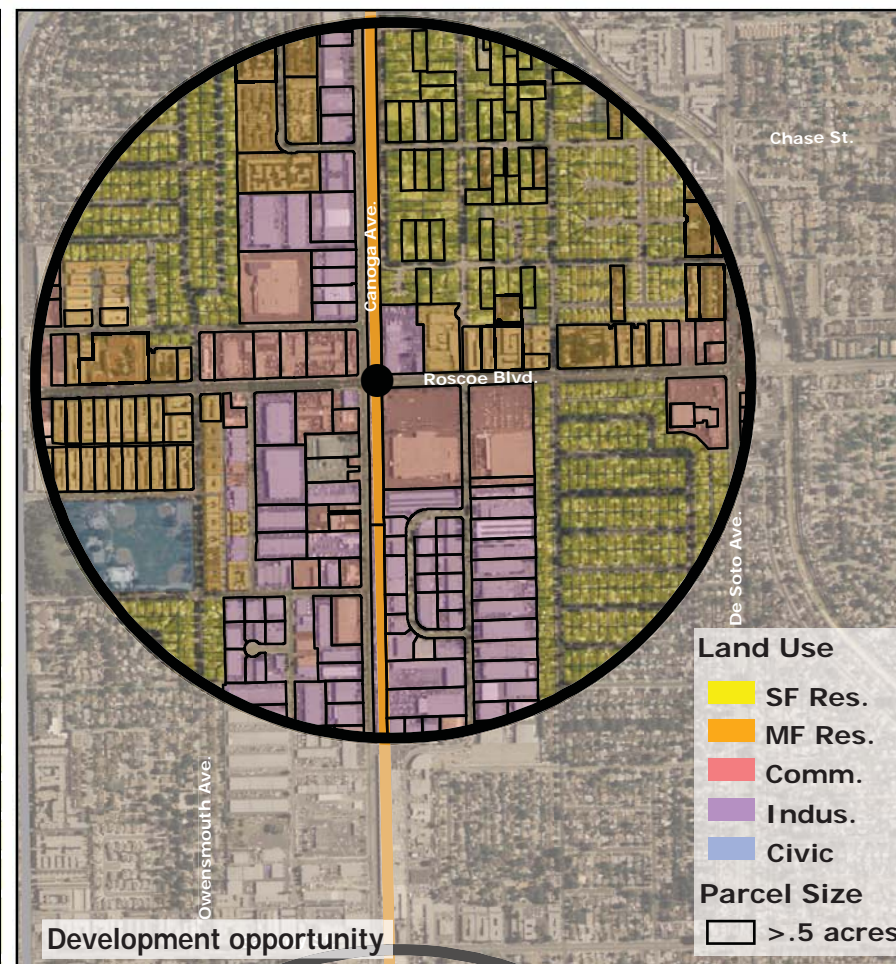 Chase St.
Canoga Ave.
Roscoe Blvd.
De Soto Ave.
Owensmouth Ave.
Land Use
SF Res.
MF Res.
Comm.
Indus.
Civic
Parcel Size
>.5 acres
Development opportunity